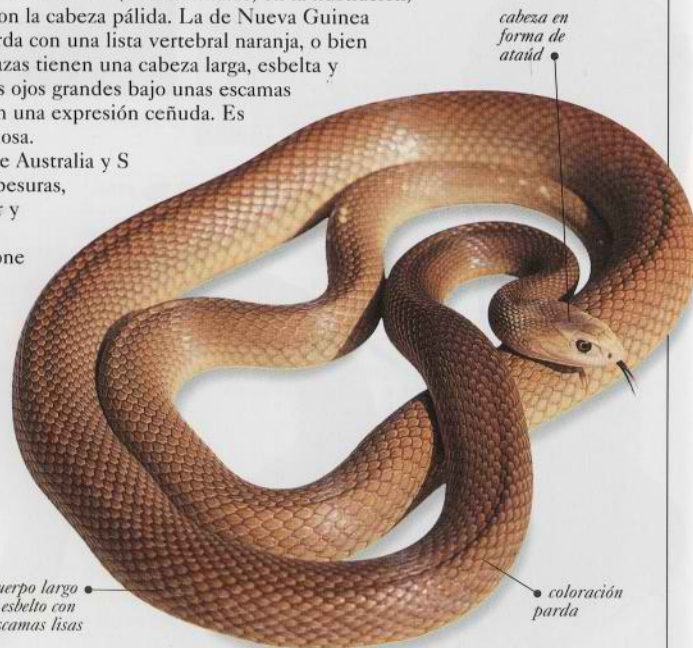 on la cabeza pálida. La de Nueva Guinea
rda con una lista vertebral naranja, o bien
azas tienen una cabeza larga, esbelta y
s ojos grandes bajo unas escamas
n una expresión ceñuda. Es
osa.
e Australia y S
pesuras,
y
one
cabeza en
forma de
ataúd
uerpo largo
esbelto con
scamas lisas
coloración
parda